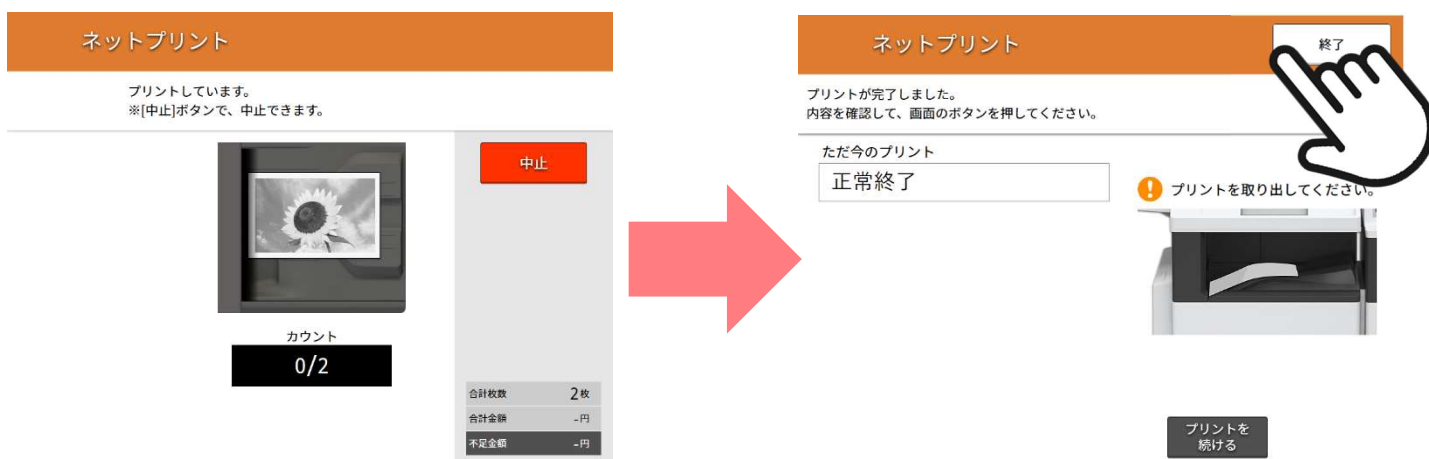 ネットプリント
プリントしています。
※[中止]ボタンで、中止できます。
中止
カウント
0/2
合計枚数 2枚
合計金額 -円
不足金額 -円
ネットプリント
終了
プリントが完了しました。
内容を確認して、画面のボタンを押してください。
ただ今のプリント
正常終了
プリントを取り出してください。
プリントを
続ける